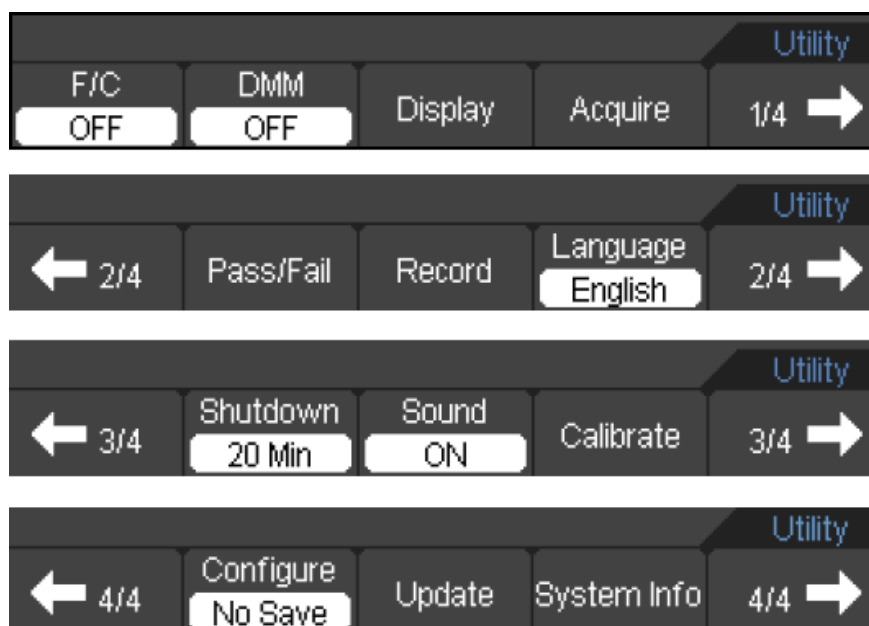 Utility
F/C DMM Display Acquire 1/4
OFF OFF
Utility
2/4 Pass/Fail Record Language 2/4
English
Utility
3/4 Shutdown Sound Calibrate 3/4
20 Min ON
Utility
4/4 Configure Update System Info 4/4
No Save